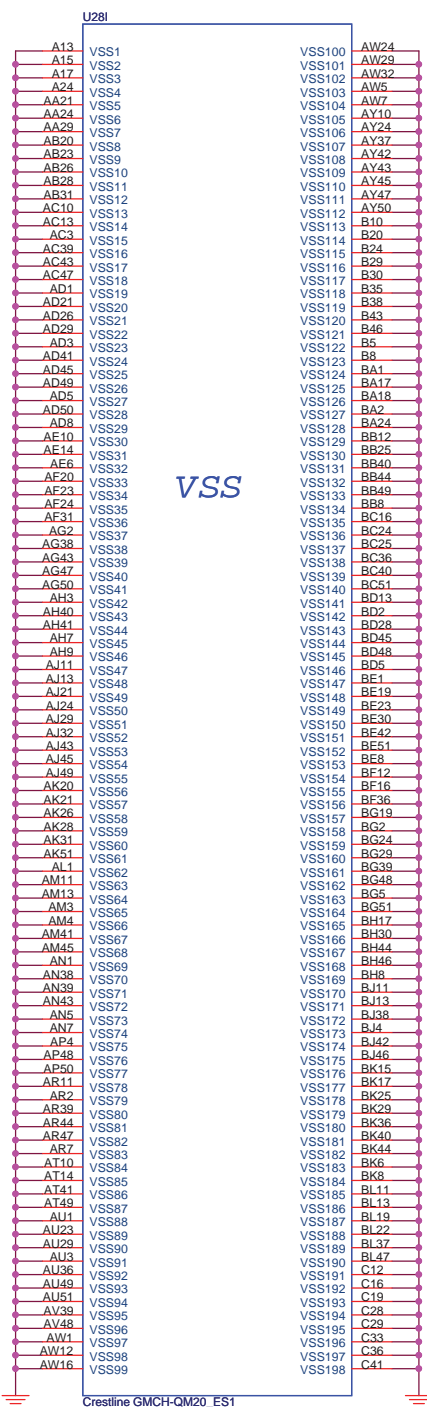 U28I
A13 VSS1 VSS100 AW24
A15 VSS2 VSS101 AW29
A17 VSS3 VSS102 AW32
A24 VSS4 VSS103 AW5
AA21 VSS5 VSS104 AW7
AA24 VSS6 VSS105 AY10
AA29 VSS7 VSS106 AY24
AB20 VSS8 VSS107 AY37
AB23 VSS9 VSS108 AY42
AB26 VSS10 VSS109 AY43
AB28 VSS11 VSS110 AY45
AB31 VSS12 VSS111 AY47
AC10 VSS13 VSS112 AY50
AC13 VSS14 VSS113 B10
AC3 VSS15 VSS114 B20
AC39 VSS16 VSS115 B24
AC43 VSS17 VSS116 B29
AC47 VSS18 VSS117 B30
AD1 VSS19 VSS118 B35
AD21 VSS20 VSS119 B38
AD26 VSS21 VSS120 B43
AD29 VSS22 VSS121 B46
AD3 VSS23 VSS122 B5
AD41 VSS24 VSS123 B8
AD45 VSS25 VSS124 BA1
AD49 VSS26 VSS125 BA17
AD5 VSS27 VSS126 BA18
AD50 VSS28 VSS127 BA2
AD8 VSS29 VSS128 BA24
AE10 VSS30 VSS129 BB12
AE14 VSS31 VSS130 BB25
AE6 VSS32 VSS131 BB40
AF20 VSS33 VSS132 BB44
AF23 VSS34 VSS133 BB49
AF24 VSS35 VSS134 BB8
AF31 VSS36 VSS135 BC16
AG2 VSS37 VSS136 BC24
AG38 VSS38 VSS137 BC25
AG43 VSS39 VSS138 BC36
AG47 VSS40 VSS139 BC40
AG50 VSS41 VSS140 BC51
AH3 VSS42 VSS141 BD13
AH40 VSS43 VSS142 BD2
AH41 VSS44 VSS143 BD28
AH7 VSS45 VSS144 BD45
AH9 VSS46 VSS145 BD48
AJ11 VSS47 VSS146 BD5
AJ13 VSS48 VSS147 BE1
AJ21 VSS49 VSS148 BE19
AJ24 VSS50 VSS149 BE23
AJ29 VSS51 VSS150 BE30
AJ32 VSS52 VSS151 BE42
AJ43 VSS53 VSS152 BE51
AJ45 VSS54 VSS153 BE8
AJ49 VSS55 VSS154 BF12
AK20 VSS56 VSS155 BF16
AK21 VSS57 VSS156 BF36
AK26 VSS58 VSS157 BG19
AK28 VSS59 VSS158 BG2
AK31 VSS60 VSS159 BG24
AK51 VSS61 VSS160 BG29
AL1 VSS62 VSS161 BG39
AM11 VSS63 VSS162 BG48
AM13 VSS64 VSS163 BG5
AM3 VSS65 VSS164 BG51
AM4 VSS66 VSS165 BH17
AM41 VSS67 VSS166 BH30
AM45 VSS68 VSS167 BH44
AN1 VSS69 VSS168 BH46
AN38 VSS70 VSS169 BH8
AN39 VSS71 VSS170 BJ11
AN43 VSS72 VSS171 BJ13
AN5 VSS73 VSS172 BJ38
AN7 VSS74 VSS173 BJ4
AP4 VSS75 VSS174 BJ42
AP48 VSS76 VSS175 BJ46
AP50 VSS77 VSS176 BK15
AR11 VSS78 VSS177 BK17
AR2 VSS79 VSS178 BK25
AR39 VSS80 VSS179 BK29
AR44 VSS81 VSS180 BK36
AR47 VSS82 VSS181 BK40
AR7 VSS83 VSS182 BK44
AT10 VSS84 VSS183 BK6
AT14 VSS85 VSS184 BK8
AT41 VSS86 VSS185 BL11
AT49 VSS87 VSS186 BL13
AU1 VSS88 VSS187 BL19
AU23 VSS89 VSS188 BL22
AU29 VSS90 VSS189 BL37
AU3 VSS91 VSS190 BL47
AU36 VSS92 VSS191 C12
AU49 VSS93 VSS192 C16
AU51 VSS94 VSS193 C19
AV39 VSS95 VSS194 C28
AV48 VSS96 VSS195 C29
AW1 VSS97 VSS196 C33
AW12 VSS98 VSS197 C36
AW16 VSS99 VSS198 C41
VSS
Crestline GMCH-QM20_ES1